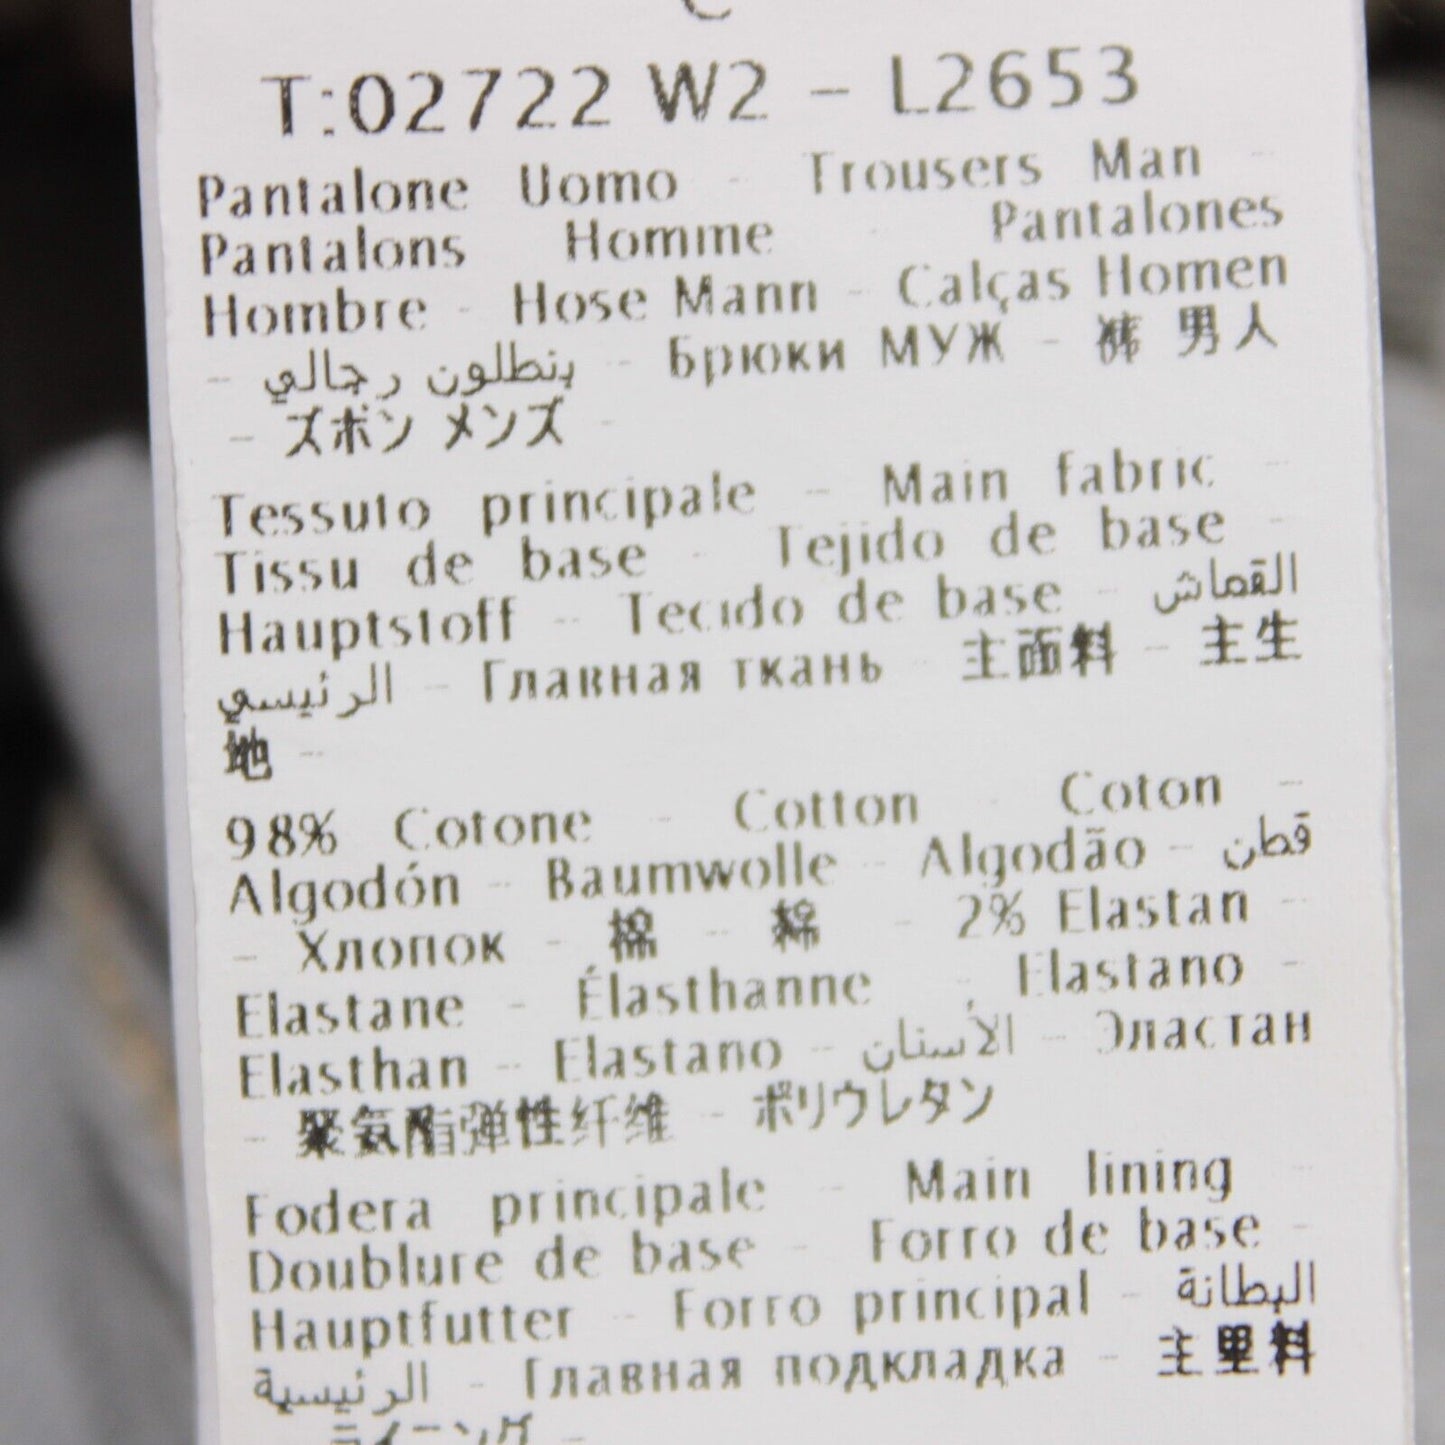 T:02722 W2 - L2653
Pantalone Uomo - Trousers Man -
Pantalons Homme - Pantalones
Hombre - Hose Mann - Calças Homen
- بنطلون رجالي - Брюки МУЖ - 裤 男人
- ズボン メンズ -
Tessuto principale - Main fabric -
Tissu de base - Tejido de base -
Hauptstoff - Tecido de base - القماش
الرئيسي - Главная ткань - 主面料 - 主生
地 -
98% Cotone - Cotton - Coton -
Algodón - Baumwolle - Algodão - قطن
- Хлопок - 棉 - 綿 - 2% Elastan -
Elastane - Élasthanne - Elastano -
Elasthan - Elastano - الأستان - Эластан
- 聚氨酯弹性纤维 - ポリウレタン
Fodera principale - Main lining -
Doublure de base - Forro de base -
Hauptfutter - Forro principal - البطانة
الرئيسية - Главная подкладка - 主里料